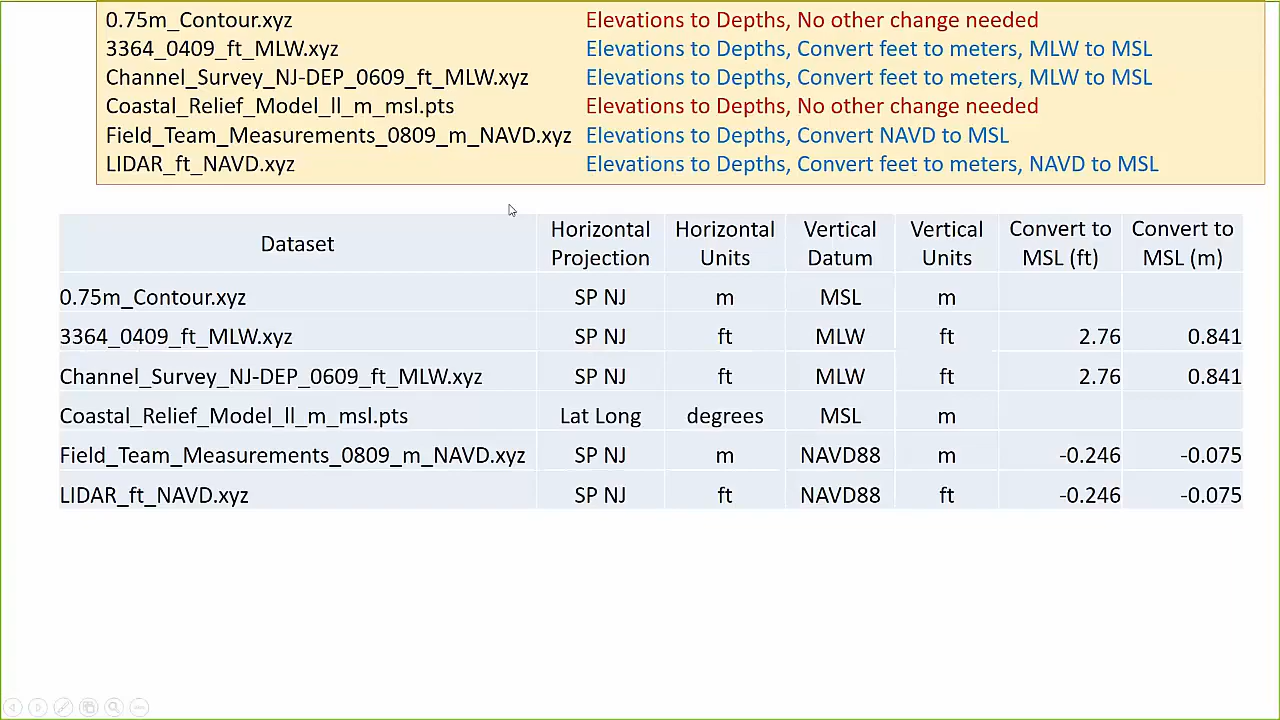 0.75m_Contour.xyz Elevations to Depths, No other change needed
3364_0409_ft_MLW.xyz Elevations to Depths, Convert feet to meters, MLW to MSL
Channel_Survey_NJ-DEP_0609_ft_MLW.xyz Elevations to Depths, Convert feet to meters, MLW to MSL
Coastal_Relief_Model_ll_m_msl.pts Elevations to Depths, No other change needed
Field_Team_Measurements_0809_m_NAVD.xyz Elevations to Depths, Convert NAVD to MSL
LIDAR_ft_NAVD.xyz Elevations to Depths, Convert feet to meters, NAVD to MSL
Dataset Horizontal Projection Horizontal Units Vertical Datum Vertical Units Convert to MSL (ft) Convert to MSL (m)
0.75m_Contour.xyz SP NJ m MSL m
3364_0409_ft_MLW.xyz SP NJ ft MLW ft 2.76 0.841
Channel_Survey_NJ-DEP_0609_ft_MLW.xyz SP NJ ft MLW ft 2.76 0.841
Coastal_Relief_Model_ll_m_msl.pts Lat Long degrees MSL m
Field_Team_Measurements_0809_m_NAVD.xyz SP NJ m NAVD88 m -0.246 -0.075
LIDAR_ft_NAVD.xyz SP NJ ft NAVD88 ft -0.246 -0.075